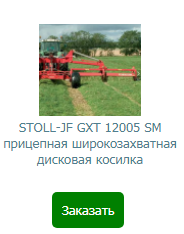 STOLL-JF GXT 12005 SM
прицепная широкозахватная
дисковая косилка
Заказать